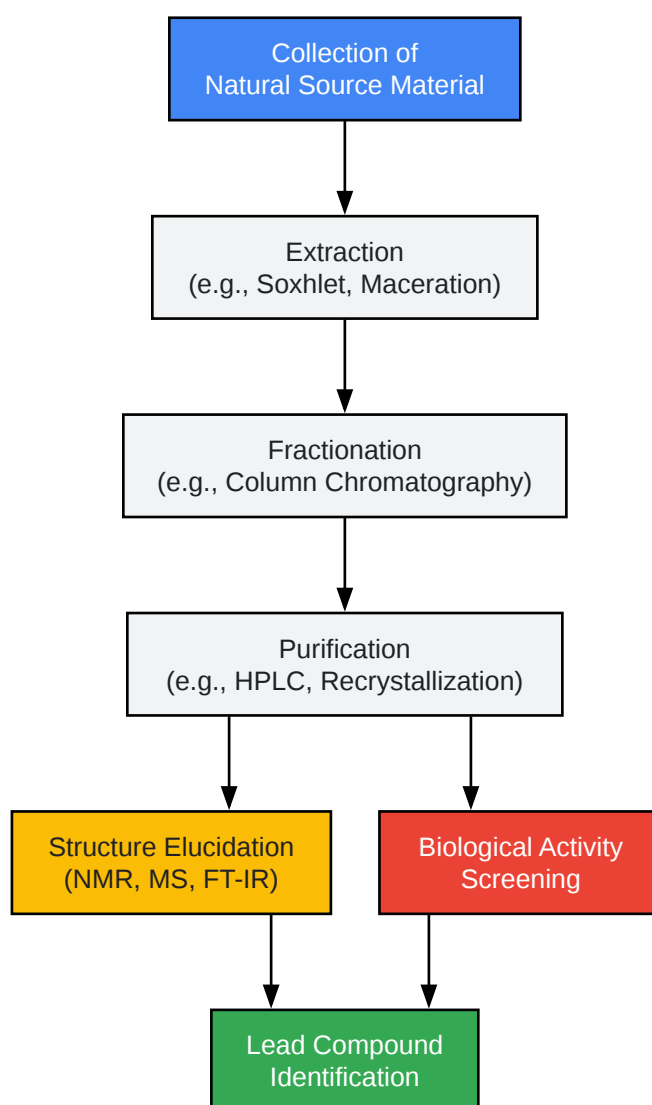 Collection of
Natural Source Material
Extraction
(e.g., Soxhlet, Maceration)
Fractionation
(e.g., Column Chromatography)
Purification
(e.g., HPLC, Recrystallization)
Structure Elucidation
(NMR, MS, FT-IR)
Biological Activity
Screening
Lead Compound
Identification